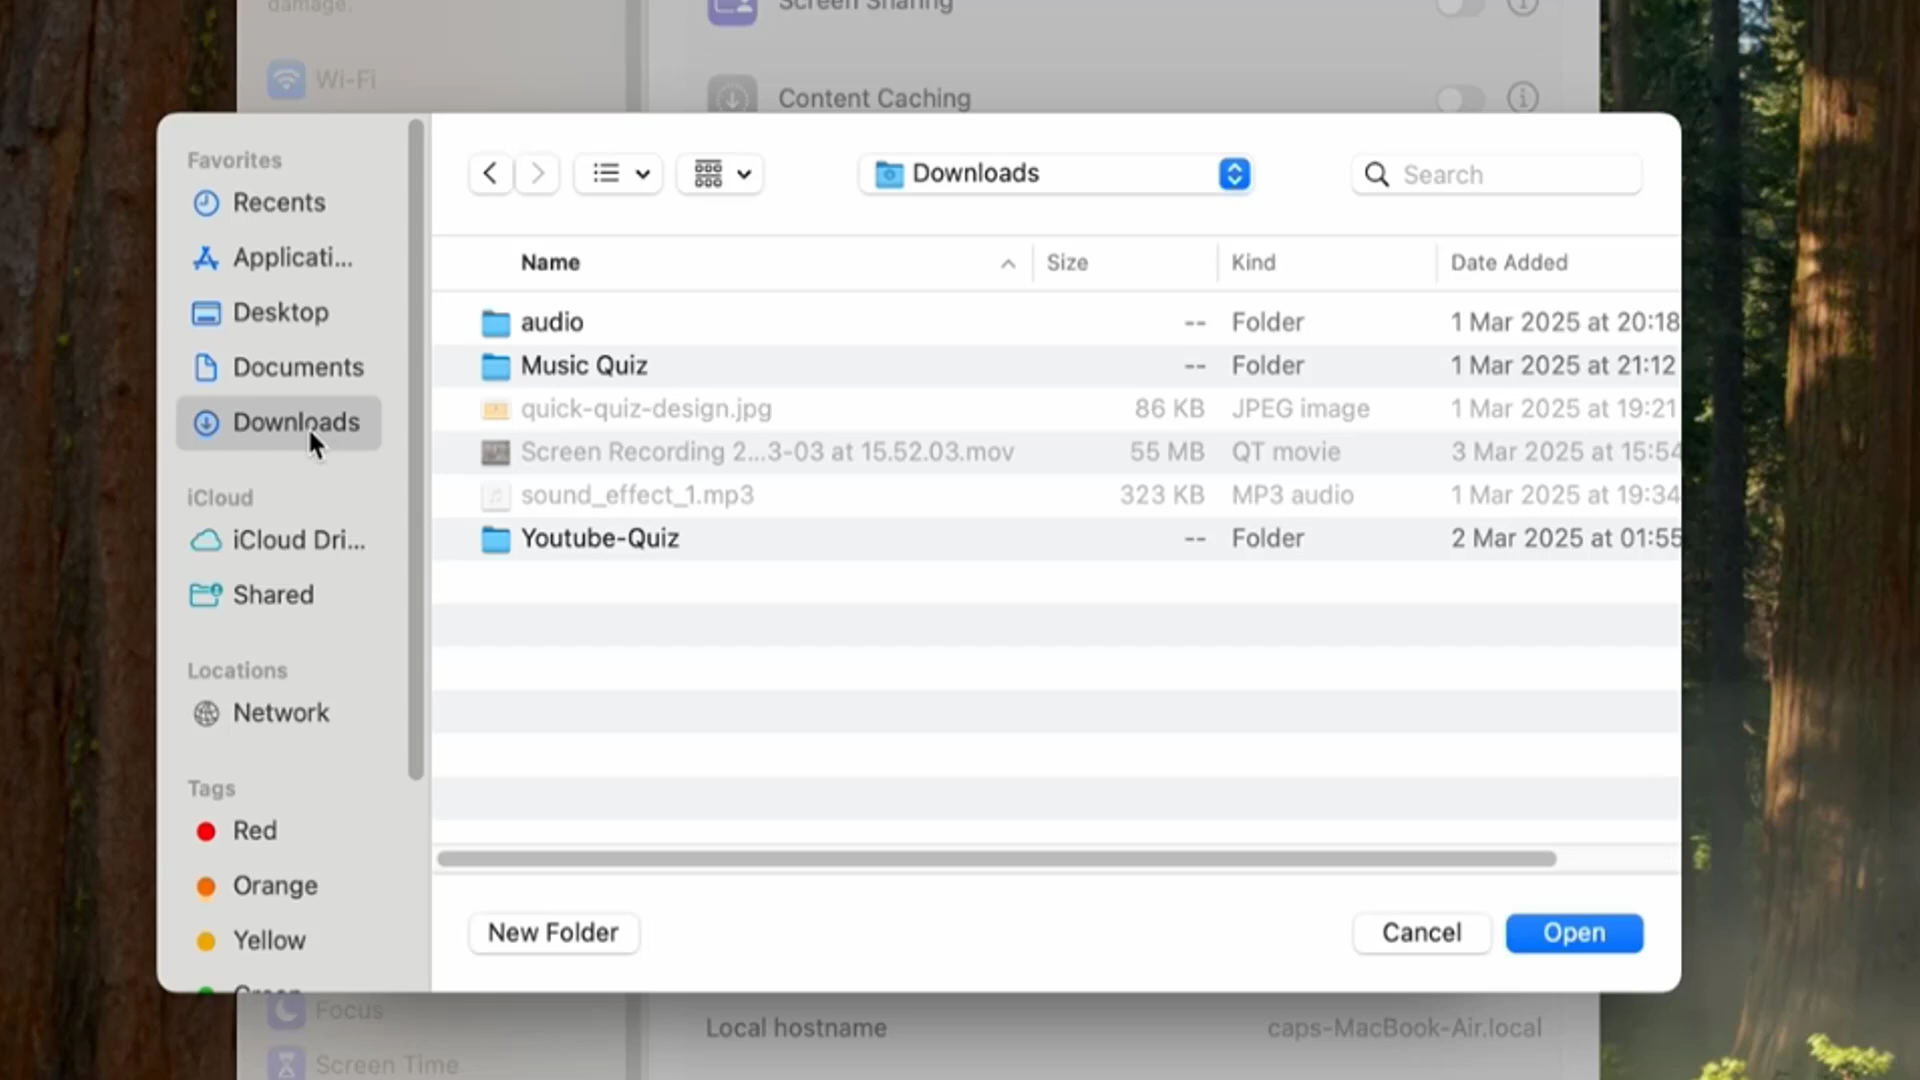 damage.
Screen Sharing
Wi-Fi
Content Caching
Favorites
Recents
Applicati...
Desktop
Documents
Downloads
iCloud
iCloud Dri...
Shared
Locations
Network
Tags
Red
Orange
Yellow
Green
Downloads
Search
Name Size Kind Date Added
audio -- Folder 1 Mar 2025 at 20:18
Music Quiz -- Folder 1 Mar 2025 at 21:12
quick-quiz-design.jpg 86 KB JPEG image 1 Mar 2025 at 19:21
Screen Recording 2...3-03 at 15.52.03.mov 55 MB QT movie 3 Mar 2025 at 15:54
sound_effect_1.mp3 323 KB MP3 audio 1 Mar 2025 at 19:34
Youtube-Quiz -- Folder 2 Mar 2025 at 01:55
New Folder Cancel Open
Focus
Local hostname caps-MacBook-Air.local
Screen Time